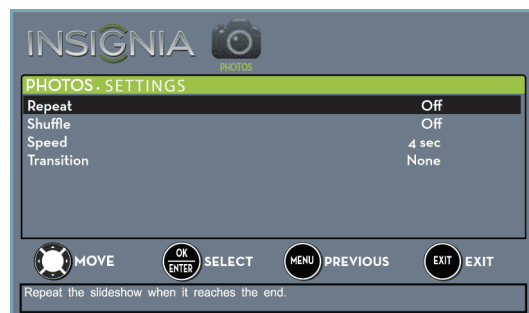 INSIGNIA
PHOTOS
PHOTOS · SETTINGS
Repeat Off
Shuffle Off
Speed 4 sec
Transition None
MOVE OK ENTER SELECT MENU PREVIOUS EXIT EXIT
Repeat the slideshow when it reaches the end.